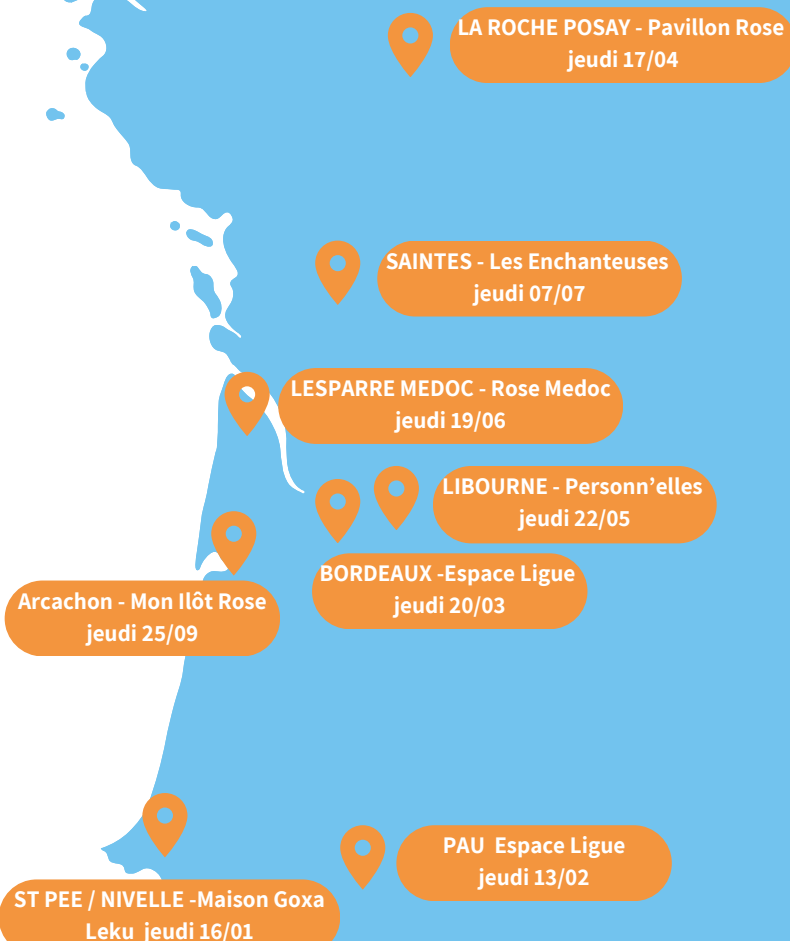 LA ROCHE POSAY - Pavillon Rose
jeudi 17/04
SAINTES - Les Enchanteuses
jeudi 07/07
LESPARRE MEDOC - Rose Medoc
jeudi 19/06
LIBOURNE - Personn’elles
jeudi 22/05
BORDEAUX -Espace Ligue
jeudi 20/03
Arcachon - Mon Ilôt Rose
jeudi 25/09
PAU  Espace Ligue
jeudi 13/02
ST PEE / NIVELLE -Maison Goxa
Leku  jeudi 16/01